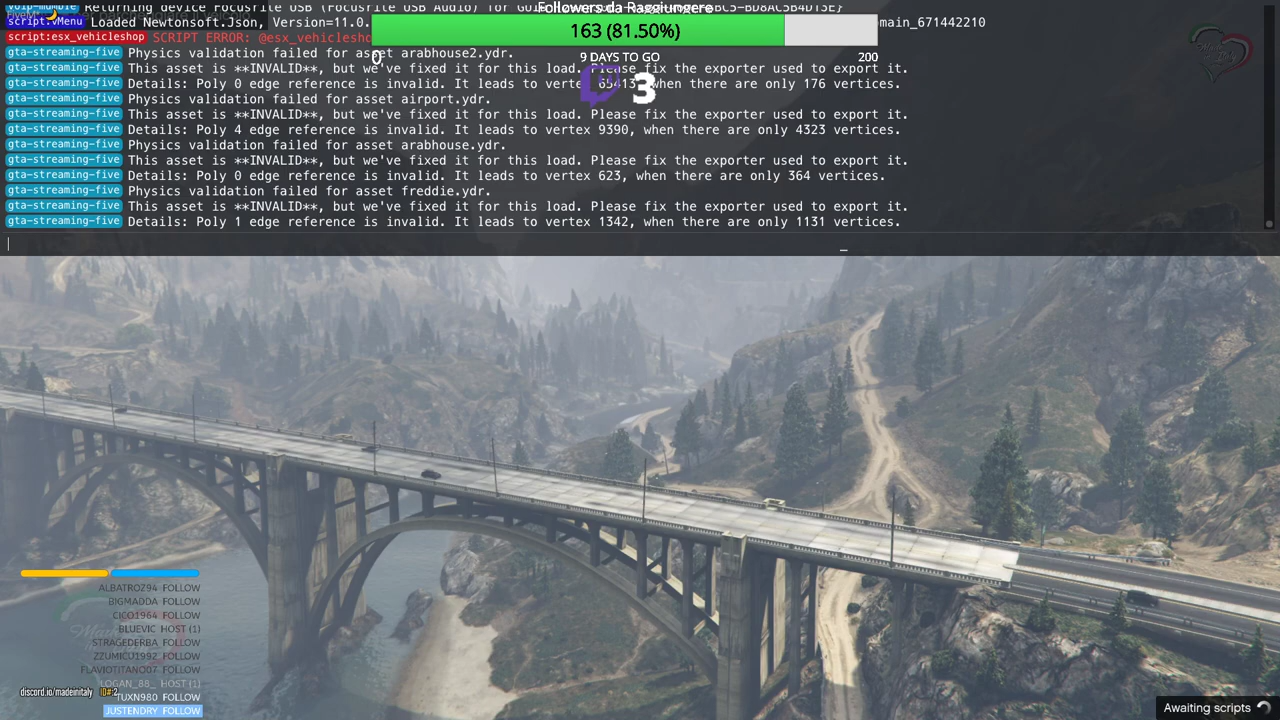 Followers da Raggiungere
163 (81.50%)
0
9 DAYS TO GO
200
3
script:vMenu Loaded Newtonsoft.Json, Version=11.0. main_671442210
script:esx_vehicleshop SCRIPT ERROR: @esx_vehiclesho
gta-streaming-five Physics validation failed for asset arabhouse2.ydr.
gta-streaming-five This asset is **INVALID**, but we've fixed it for this load. Please fix the exporter used to export it.
gta-streaming-five Details: Poly 0 edge reference is invalid. It leads to vertex 65413, when there are only 176 vertices.
gta-streaming-five Physics validation failed for asset airport.ydr.
gta-streaming-five This asset is **INVALID**, but we've fixed it for this load. Please fix the exporter used to export it.
gta-streaming-five Details: Poly 4 edge reference is invalid. It leads to vertex 9390, when there are only 4323 vertices.
gta-streaming-five Physics validation failed for asset arabhouse.ydr.
gta-streaming-five This asset is **INVALID**, but we've fixed it for this load. Please fix the exporter used to export it.
gta-streaming-five Details: Poly 0 edge reference is invalid. It leads to vertex 623, when there are only 364 vertices.
gta-streaming-five Physics validation failed for asset freddie.ydr.
gta-streaming-five This asset is **INVALID**, but we've fixed it for this load. Please fix the exporter used to export it.
gta-streaming-five Details: Poly 1 edge reference is invalid. It leads to vertex 1342, when there are only 1131 vertices.
ALBATROZ94 FOLLOW
BIGMADDA FOLLOW
CICO1964 FOLLOW
BLUEVIC HOST (1)
STRAGEDERBA FOLLOW
ZZUMICU1992 FOLLOW
FLAVIOTITANO07 FOLLOW
LOGAN_88_ HOST (1)
discord.io/madeinitaly ID#:2
TUXN980 FOLLOW
JUSTENDRY FOLLOW
Awaiting scripts